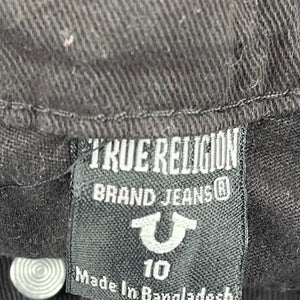 TRUE RELIGION
BRAND JEANS®
10
Made In Bangladesh